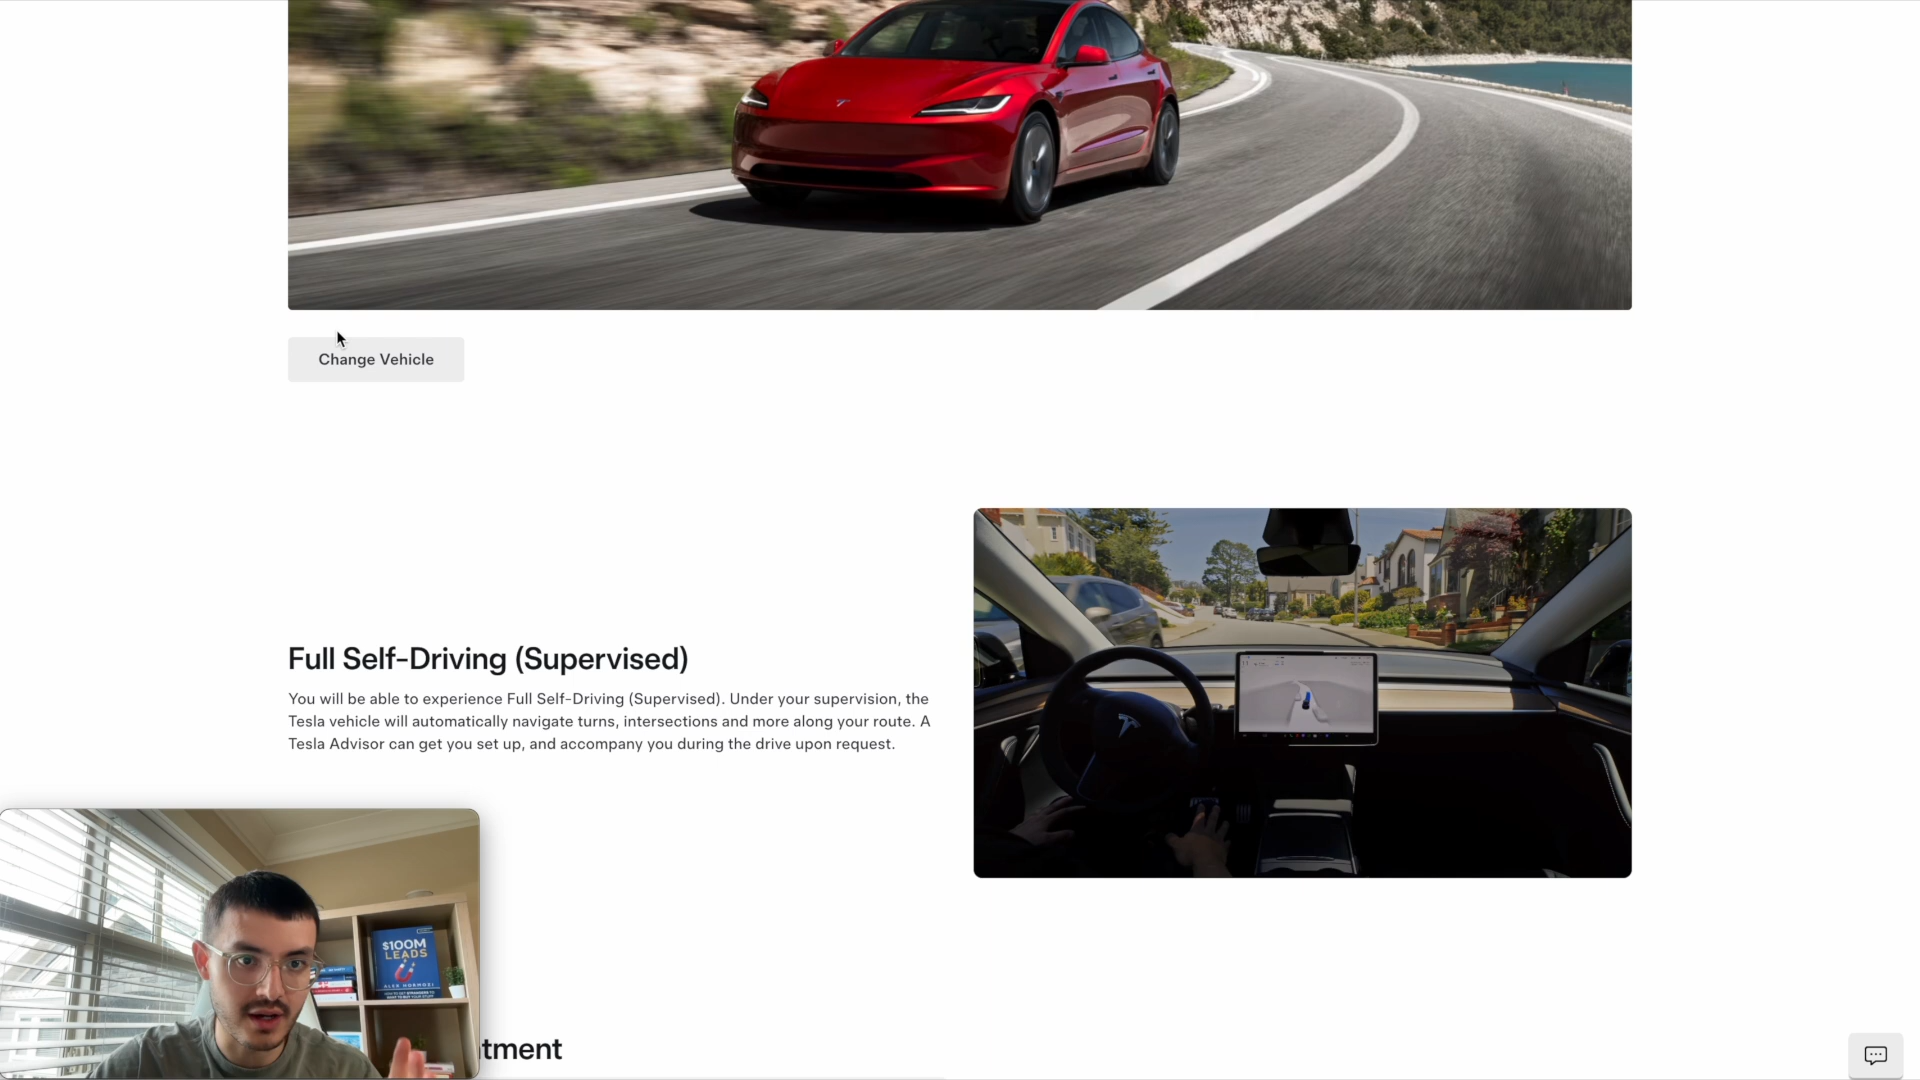 Change Vehicle
Full Self-Driving (Supervised)
You will be able to experience Full Self-Driving (Supervised). Under your supervision, the
Tesla vehicle will automatically navigate turns, intersections and more along your route. A
Tesla Advisor can get you set up, and accompany you during the drive upon request.
$100M
LEADS
ALEX HORMOZI
tment